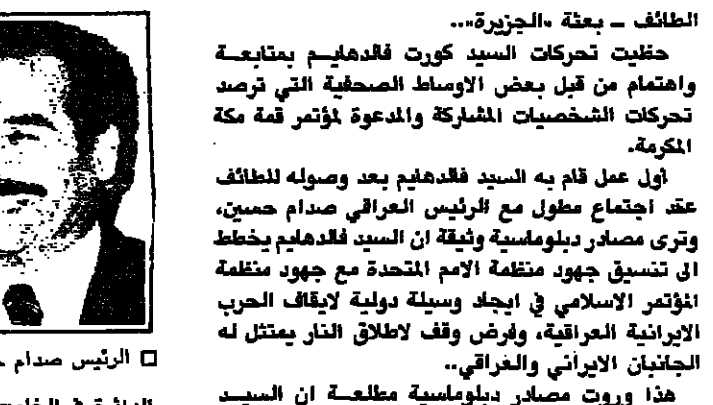 الطائف - بعثة «الجزيرة»..
حظيت تحركات السيد كورت فالدهايم بمتابعة
واهتمام من قبل بعض الاوساط الصحفية التي ترصد
تحركات الشخصيات المشاركة والمدعوة لمؤتمر قمة مكة
المكرمة.
أول عمل قام به السيد فالدهايم بعد وصوله للطائف
عقد اجتماع مطول مع الرئيس العراقي صدام حسين،
وترى مصادر دبلوماسية وثيقة ان السيد فالدهايم يخطط
الى تنسيق جهود منظمة الامم المتحدة مع جهود منظمة
المؤتمر الاسلامي في ايجاد وسيلة دولية لايقاف الحرب
الايرانية العراقية، وفرض وقف لاطلاق النار يمتثل له
الجانبان الايراني والعراقي..
هذا وروت مصادر دبلوماسية مطلعة ان السيد
□ الرئيس صدام